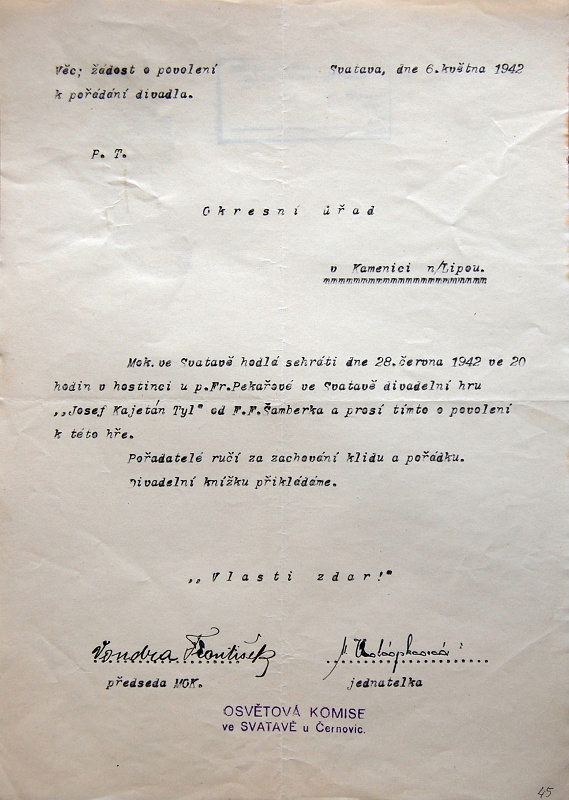 Věc; žádost o povolení
k pořádání divadla.
Svatava, dne 6.května 1942
P. T.
Okresní úřad
v Kamenici n/Lipou.
Mok.ve Svatavě hodlá sehráti dne 28.června 1942 ve 20
hodin v hostinci u p.Fr.Pekařové ve Svatavě divadelní hru
,,Josef Kajetán Tyl" od F.F.Šamberka a prosí tímto o povolení
k této hře.
Pořadatelé ručí za zachování klidu a pořádku.
Divadelní knížku přikládáme.
,,Vlasti zdar!"
Vondra František
předseda MOK.
jednatelka
OSVĚTOVÁ KOMISE
ve SVATAVĚ u Černovic.
45